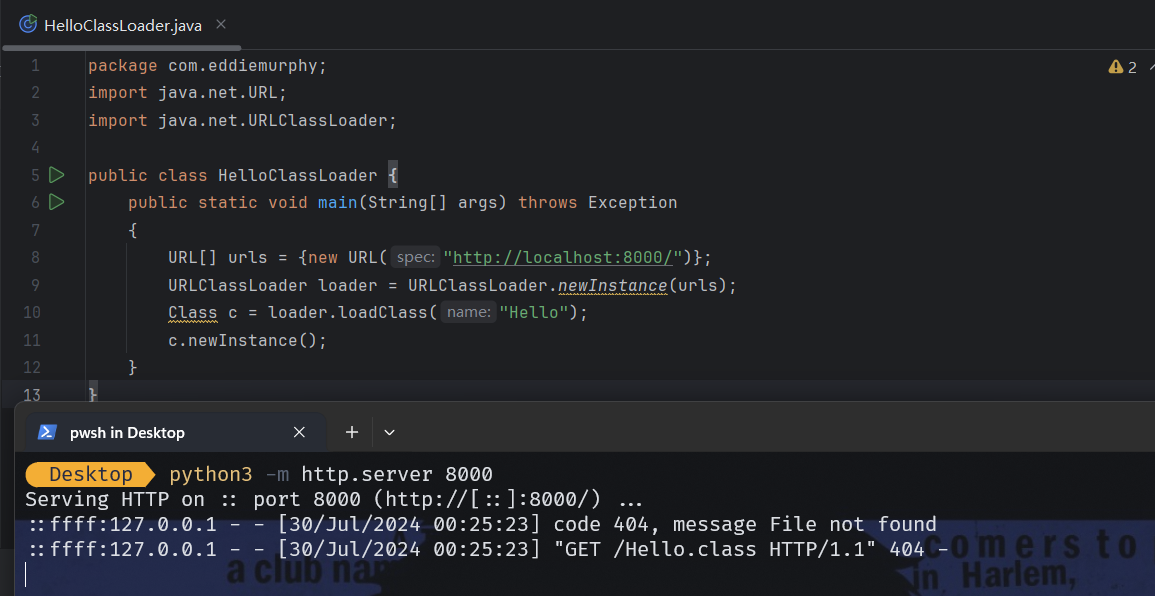 HelloClassLoader.java
1 package com.eddiemurphy;
2 import java.net.URL;
3 import java.net.URLClassLoader;
4
5 public class HelloClassLoader {
6 public static void main(String[] args) throws Exception
7 {
8 URL[] urls = {new URL( spec: "http://localhost:8000/")};
9 URLClassLoader loader = URLClassLoader.newInstance(urls);
10 Class c = loader.loadClass( name: "Hello");
11 c.newInstance();
12 }
13 }
2
pwsh in Desktop
Desktop python3 -m http.server 8000
Serving HTTP on :: port 8000 (http://[::]:8000/) ...
::ffff:127.0.0.1 - - [30/Jul/2024 00:25:23] code 404, message File not found
::ffff:127.0.0.1 - - [30/Jul/2024 00:25:23] "GET /Hello.class HTTP/1.1" 404 -
comers to
a club
in Harlem,